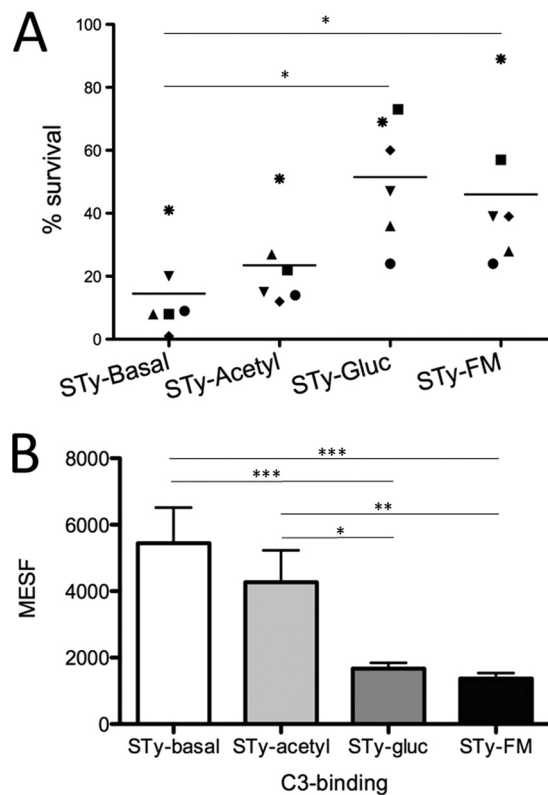 A
*
*
% survival
100
80
60
40
20
0
STy-Basal
STy-Acetyl
STy-Gluc
STy-FM
B
***
***
**
*
MESF
8000
6000
4000
2000
0
STy-basal STy-acetyl STy-gluc STy-FM
C3-binding